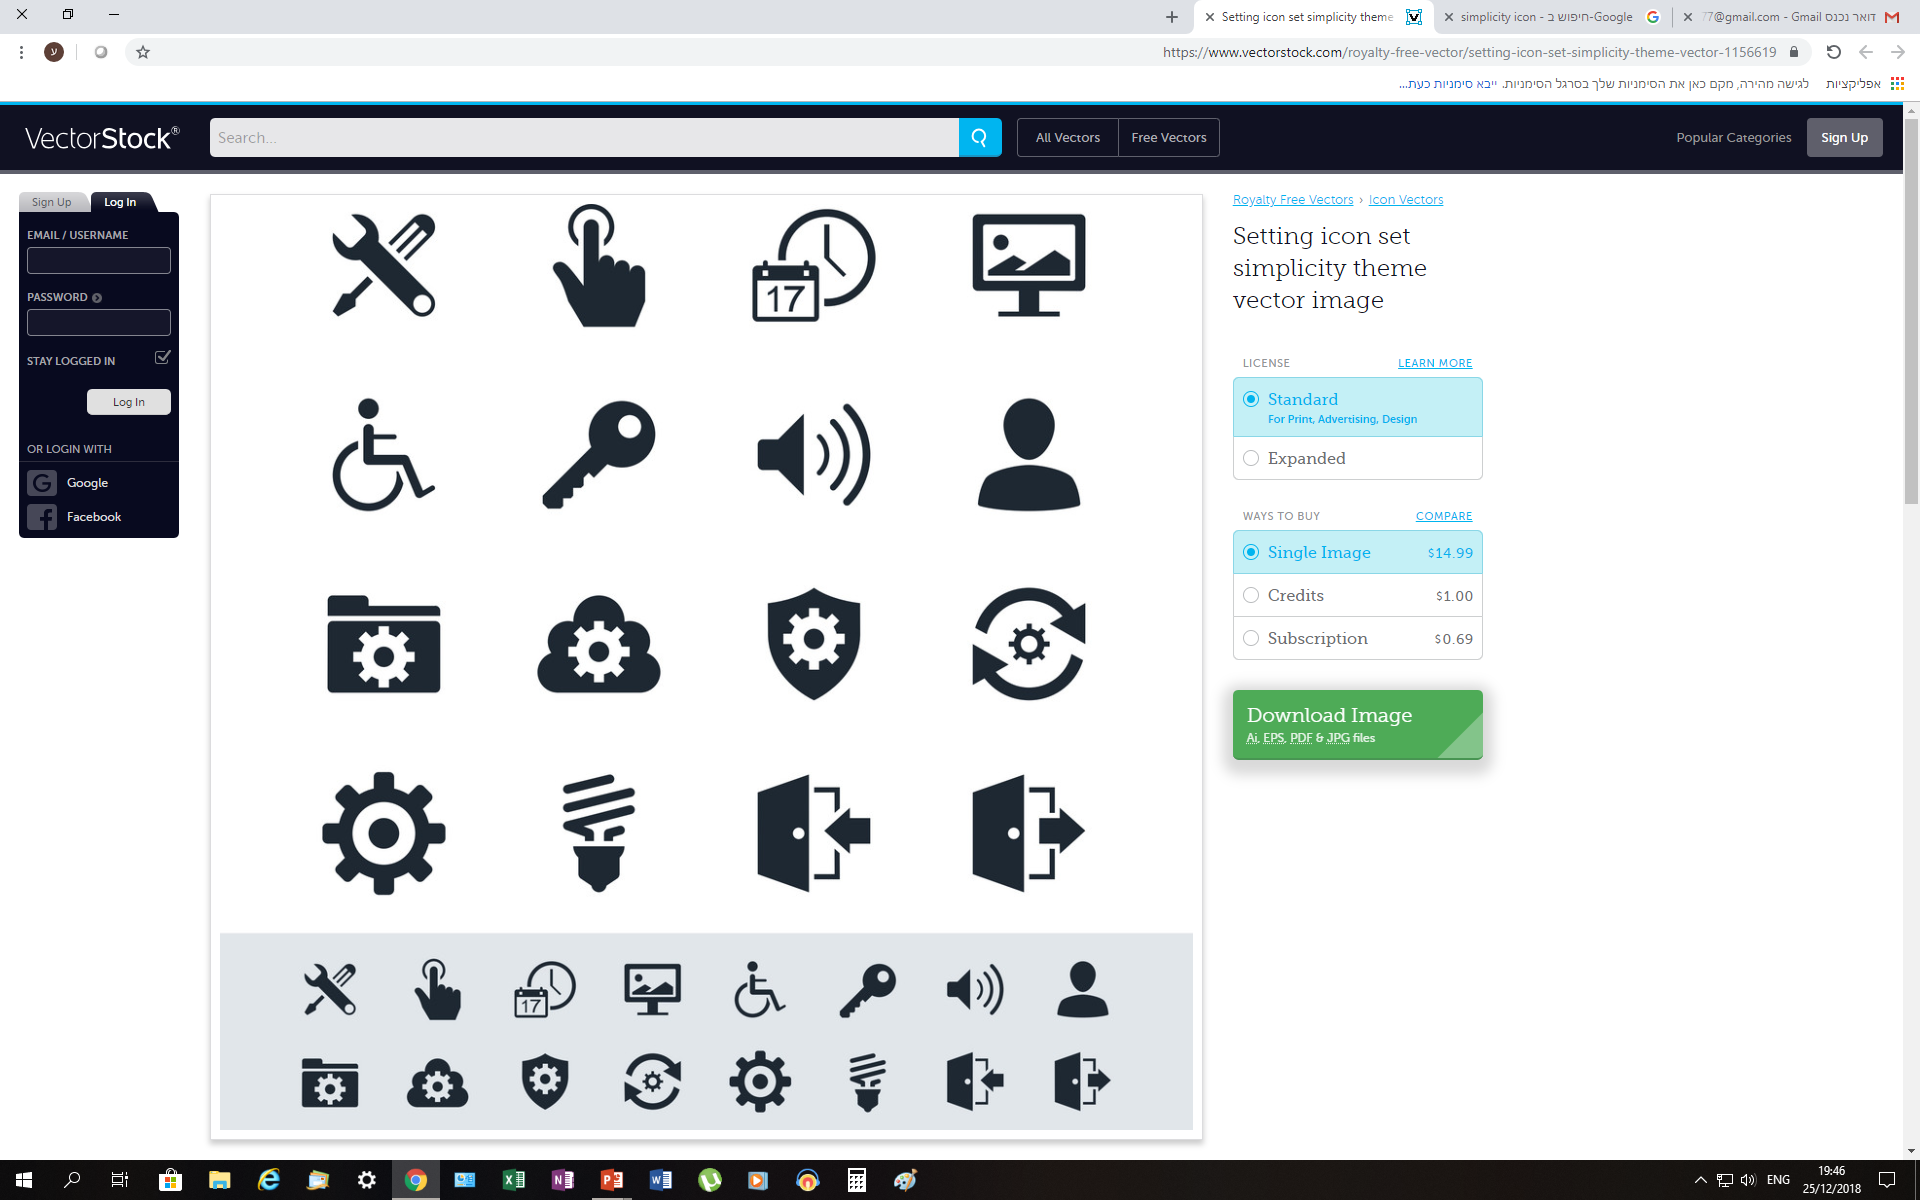 Setting icon set simplicity theme
simplicity icon - חיפוש ב-Google
77@gmail.com - Gmail דואר נכנס
https://www.vectorstock.com/royalty-free-vector/setting-icon-set-simplicity-theme-vector-1156619
אפליקציות
לגישה מהירה, מקם כאן את הסימניות שלך בסרגל הסימניות. ייבא סימניות כעת...
VectorStock®
Search...
All Vectors
Free Vectors
Popular Categories
Sign Up
Sign Up
Log In
EMAIL / USERNAME
PASSWORD
STAY LOGGED IN
Log In
OR LOGIN WITH
Google
Facebook
17
17
Royalty Free Vectors › Icon Vectors
Setting icon set
simplicity theme
vector image
LICENSE
LEARN MORE
Standard
For Print, Advertising, Design
Expanded
WAYS TO BUY
COMPARE
Single Image $14.99
Credits $1.00
Subscription $0.69
Download Image
Ai, EPS, PDF & JPG files
ENG
19:46
25/12/2018